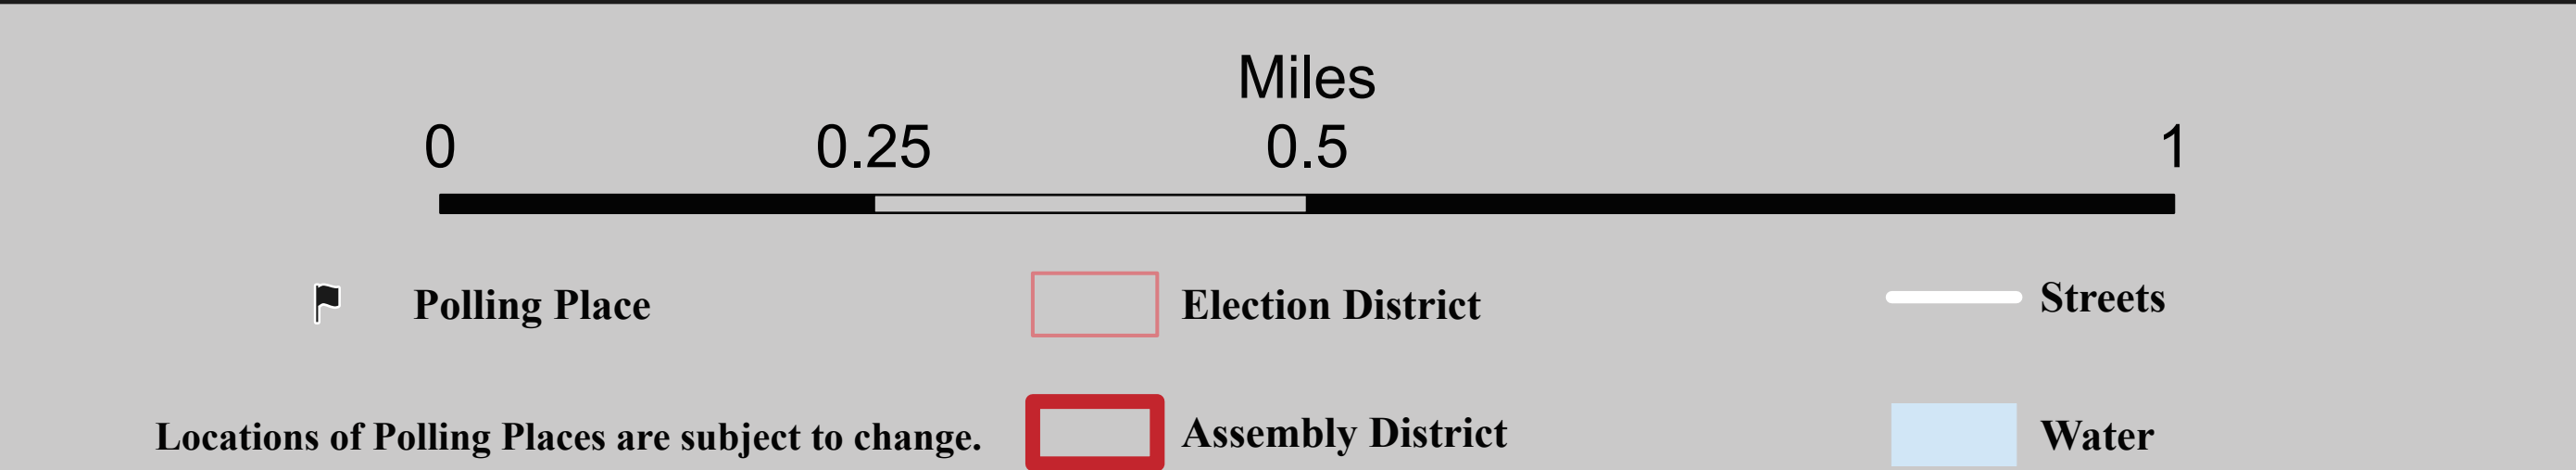 Miles
0 0.25 0.5 1
Polling Place
Election District
Streets
Locations of Polling Places are subject to change.
Assembly District
Water